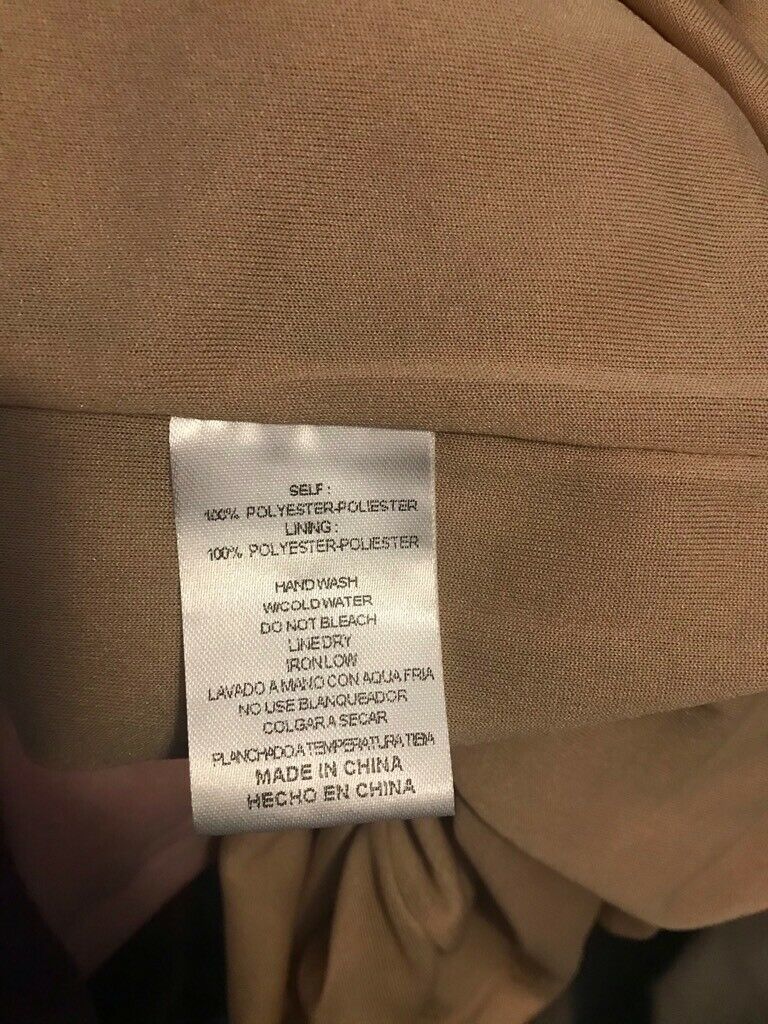 SELF :
100% POLYESTER-POLIESTER
LINING :
100% POLYESTER-POLIESTER
HAND WASH
W/COLD WATER
DO NOT BLEACH
LINE DRY
IRON LOW
LAVADO A MANO CON AQUA FRIA
NO USE BLANQUEADOR
COLGAR A SECAR
PLANCHADO A TEMPERATURA TIBIA
MADE IN CHINA
HECHO EN CHINA